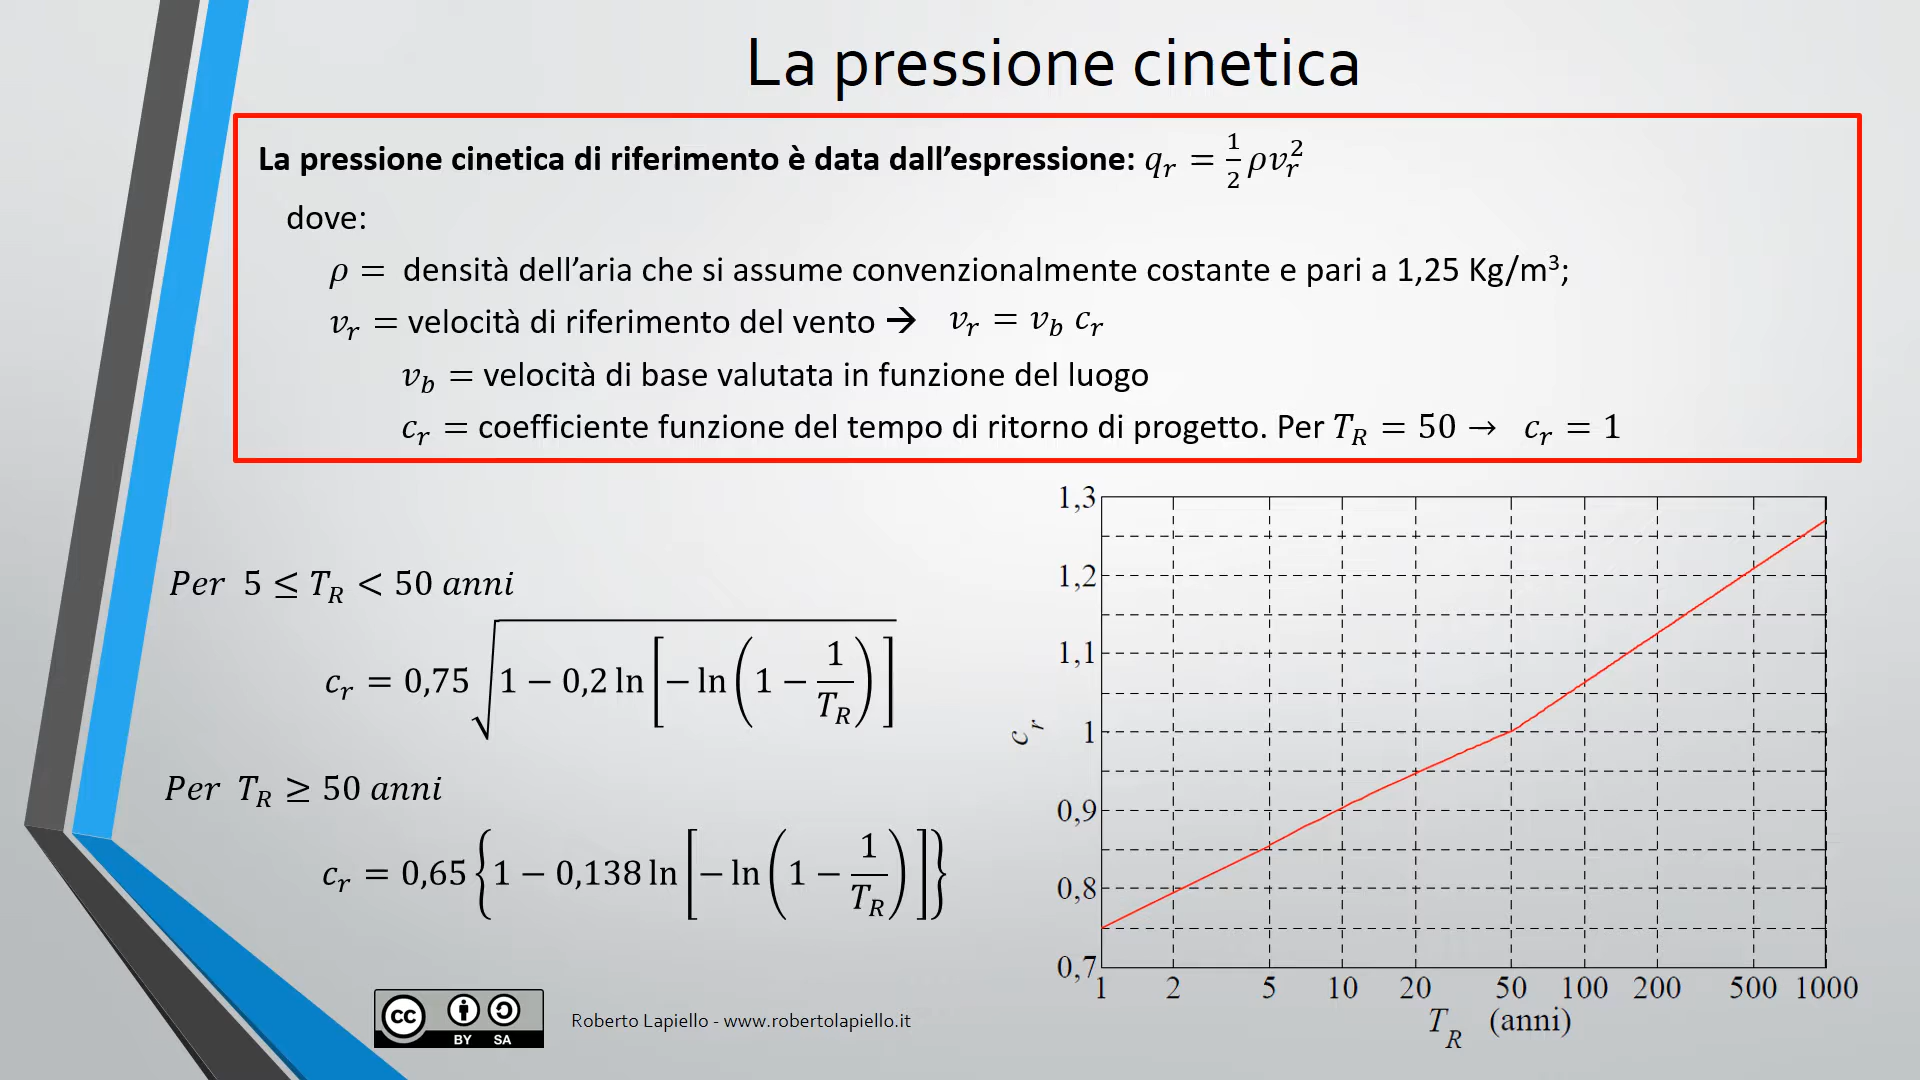 La pressione cinetica
La pressione cinetica di riferimento è data dall’espressione: $q_r = \frac{1}{2} \rho v_r^2$
dove:
$\rho =$ densità dell’aria che si assume convenzionalmente costante e pari a 1,25 Kg/m³;
$v_r =$ velocità di riferimento del vento → $v_r = v_b \, c_r$
$v_b =$ velocità di base valutata in funzione del luogo
$c_r =$ coefficiente funzione del tempo di ritorno di progetto. Per $T_R = 50 \rightarrow c_r = 1$
$Per \; 5 \leq T_R < 50 \; anni$
$c_r = 0,75 \sqrt{1 - 0,2 \ln \left[ -\ln \left( 1 - \frac{1}{T_R} \right) \right]}$
$Per \; T_R \geq 50 \; anni$
$c_r = 0,65 \left\{ 1 - 0,138 \ln \left[ -\ln \left( 1 - \frac{1}{T_R} \right) \right] \right\}$
1,3
1,2
1,1
1
0,9
0,8
0,7
$c_r$
1 2 5 10 20 50 100 200 500 1000
$T_R$ (anni)
cc BY SA
Roberto Lapiello - www.robertolapiello.it